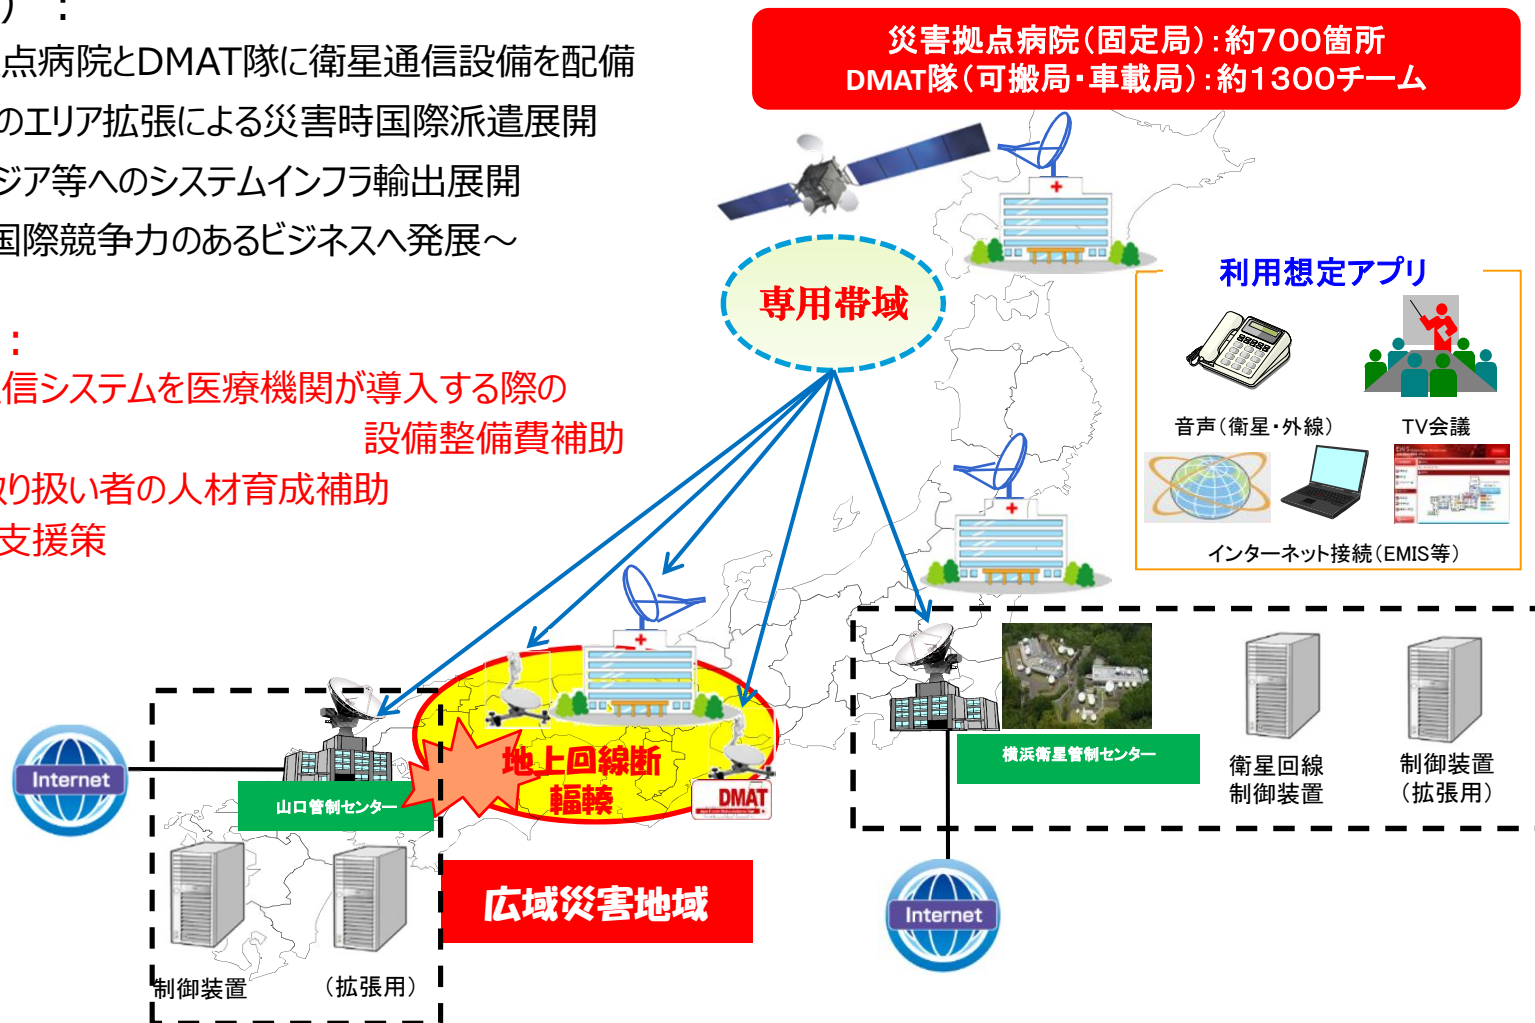 ) :
点病院とDMAT隊に衛星通信設備を配備
のエリア拡張による災害時国際派遣展開
ジア等へのシステムインフラ輸出展開
国際競争力のあるビジネスへ発展~
:
信システムを医療機関が導入する際の
設備整備費補助
り扱い者の人材育成補助
支援策
災害拠点病院(固定局):約700箇所
DMAT隊(可搬局・車載局):約1300チーム
専用帯域
利用想定アプリ
音声(衛星・外線)
TV会議
インターネット接続(EMIS等)
地上回線断
輻輳
DMAT
広域災害地域
Internet
山口管制センター
制御装置
(拡張用)
横浜衛星管制センター
衛星回線
制御装置
制御装置
(拡張用)
Internet